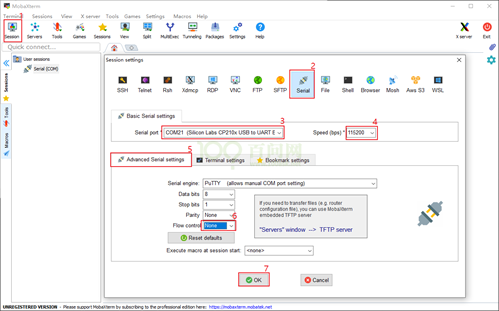 MobaXterm
Terminal Sessions View X server Tools Games Settings Macros Help
Session Servers Tools Games Sessions View Split MultiExec Tunneling Packages Settings Help X server Exit
Quick connect...
User sessions
Serial (COM)
Sessions
Tools
Macros
Session settings
2
SSH Telnet Rsh Xdmcp RDP VNC FTP SFTP Serial File Shell Browser Mosh Aws S3 WSL
Basic Serial settings
3 4
Serial port * COM21 (Silicon Labs CP210x USB to UART B Speed (bps) * 115200
百问网
5
Advanced Serial settings Terminal settings Bookmark settings
Serial engine: PuTTY (allows manual COM port setting)
Data bits 8
Stop bits 1
Parity None
6
Flow control None
Reset defaults
If you need to transfer files (e.g. router
configuration file), you can use MobaXterm
embedded TFTP server
"Servers" window --> TFTP server
Execute macro at session start: <none>
7
OK Cancel
UNREGISTERED VERSION - Please support MobaXterm by subscribing to the professional edition here: https://mobaxterm.mobatek.net